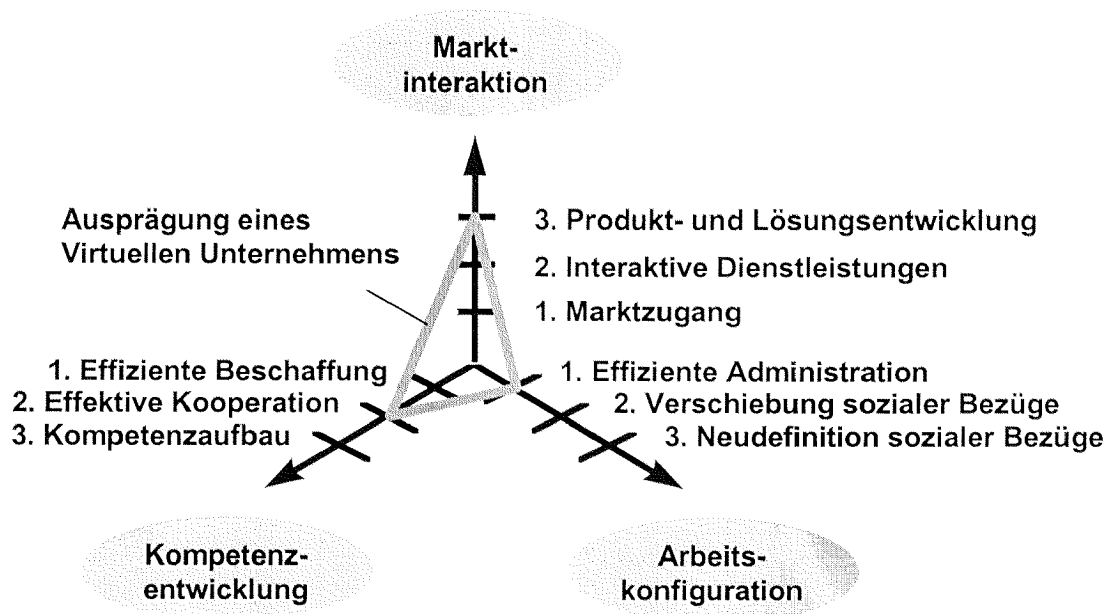 Markt-
interaktion
Ausprägung eines
Virtuellen Unternehmens
3. Produkt- und Lösungsentwicklung
2. Interaktive Dienstleistungen
1. Marktzugang
1. Effiziente Beschaffung
2. Effektive Kooperation
3. Kompetenzaufbau
1. Effiziente Administration
2. Verschiebung sozialer Bezüge
3. Neudefinition sozialer Bezüge
Kompetenz-
entwicklung
Arbeits-
konfiguration